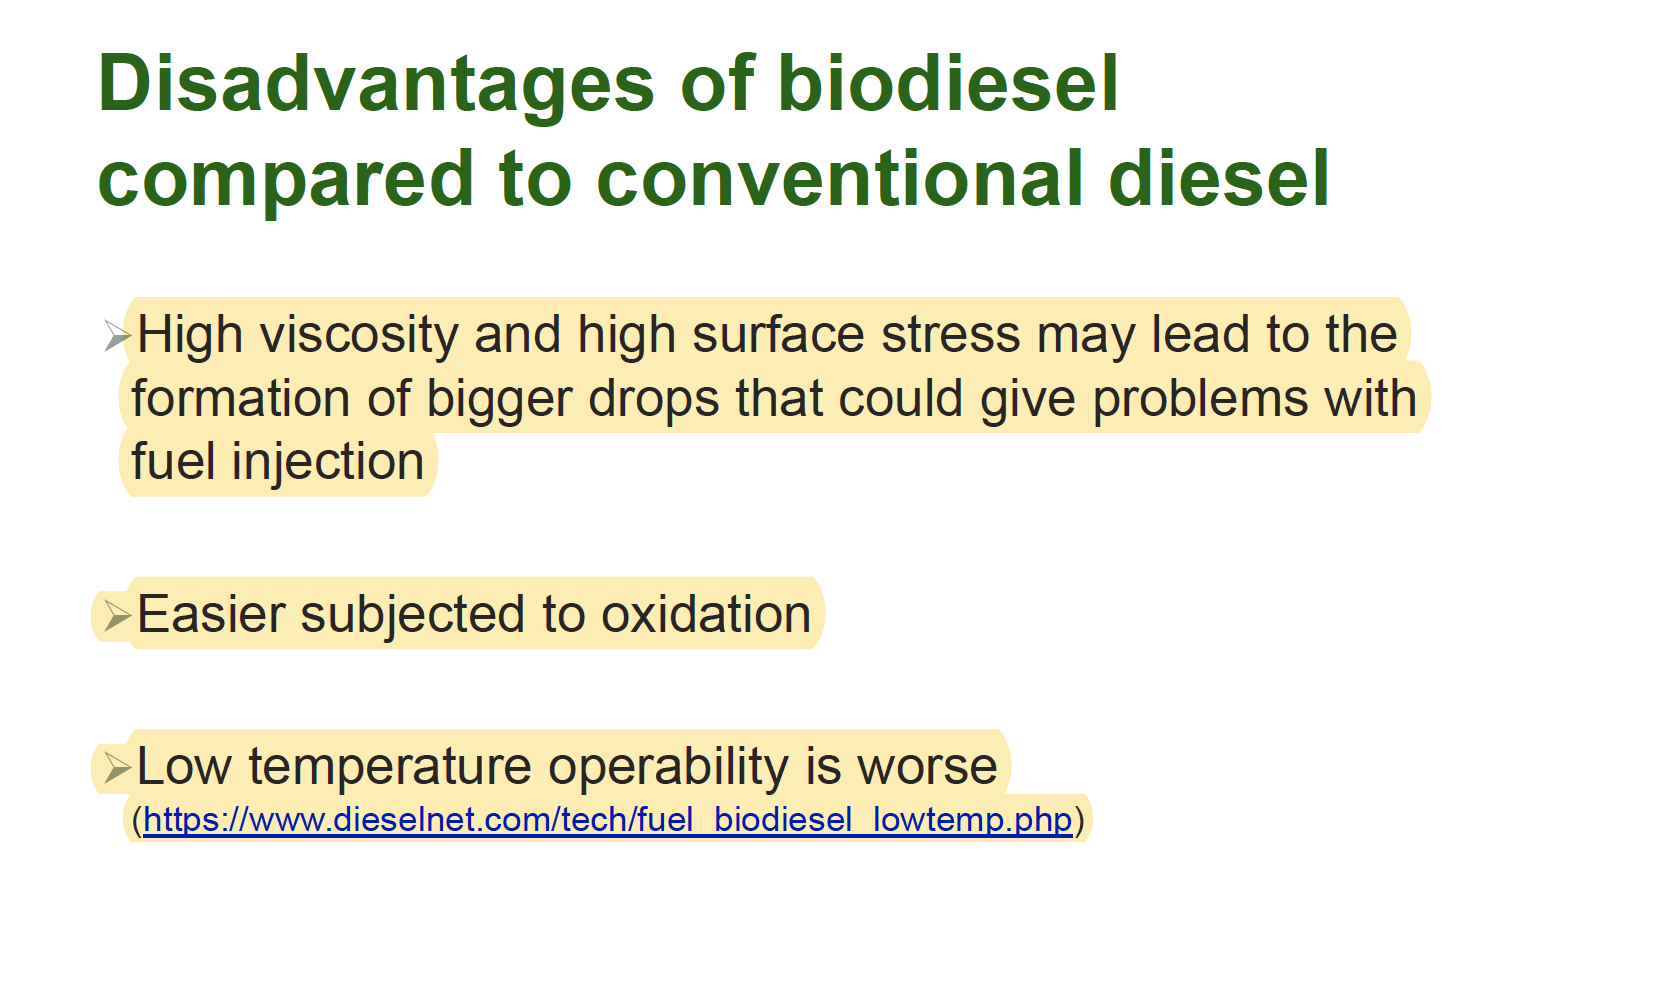 Disadvantages of biodiesel
compared to conventional diesel
➢High viscosity and high surface stress may lead to the
formation of bigger drops that could give problems with
fuel injection
➢Easier subjected to oxidation
➢Low temperature operability is worse
(https://www.dieselnet.com/tech/fuel_biodiesel_lowtemp.php)